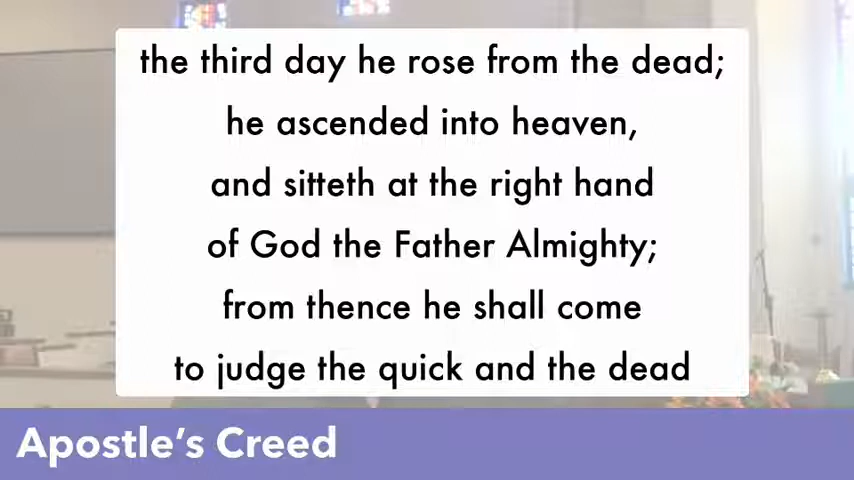 the third day he rose from the dead;
he ascended into heaven,
and sitteth at the right hand
of God the Father Almighty;
from thence he shall come
to judge the quick and the dead
Apostle’s Creed